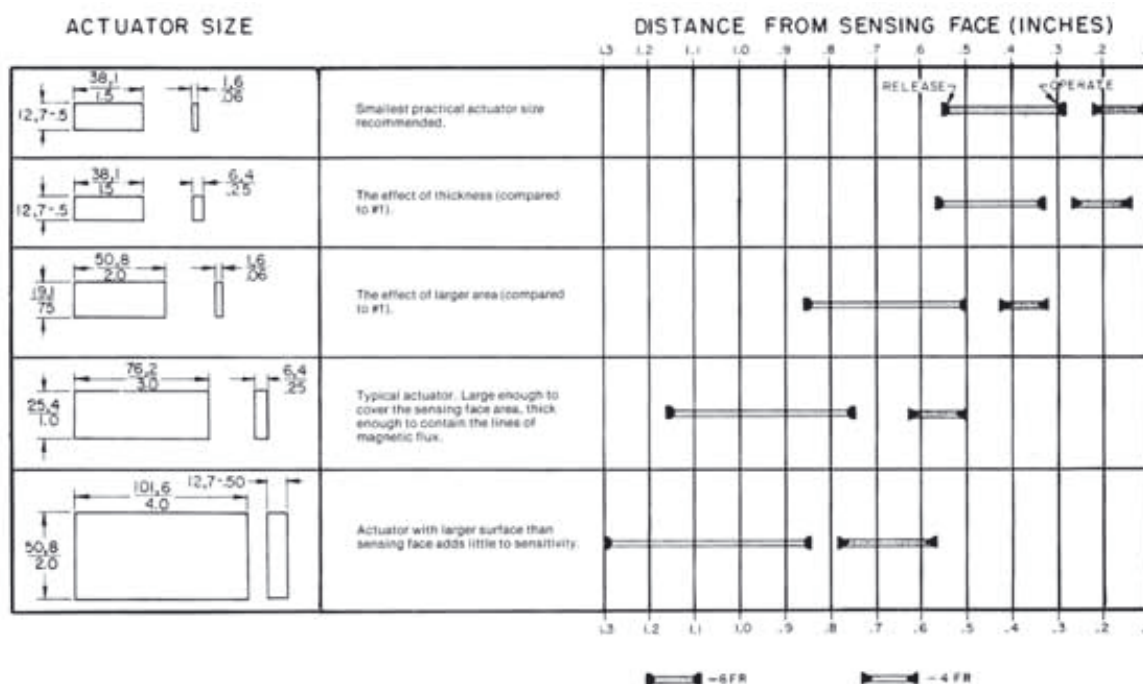 ACTUATOR SIZE
DISTANCE FROM SENSING FACE (INCHES)
1.3 1.2 1.1 1.0 .9 .8 .7 .6 .5 .4 .3 .2
38,1
1.5
1,6
.06
12,7-.5
Smallest practical actuator size
recommended.
RELEASE
OPERATE
38,1
1.5
6,4
.25
12,7-.5
The effect of thickness (compared
to #1).
50,8
2.0
1,6
.06
19,1
.75
The effect of larger area (compared
to #1).
76,2
3.0
6,4
.25
25,4
1.0
Typical actuator. Large enough to
cover the sensing face area, thick
enough to contain the lines of
magnetic flux.
101,6
4.0
12,7-.50
50,8
2.0
Actuator with larger surface than
sensing face adds little to sensitivity.
1.3 1.2 1.1 1.0 .9 .8 .7 .6 .5 .4 .3 .2
-6FR
-4FR